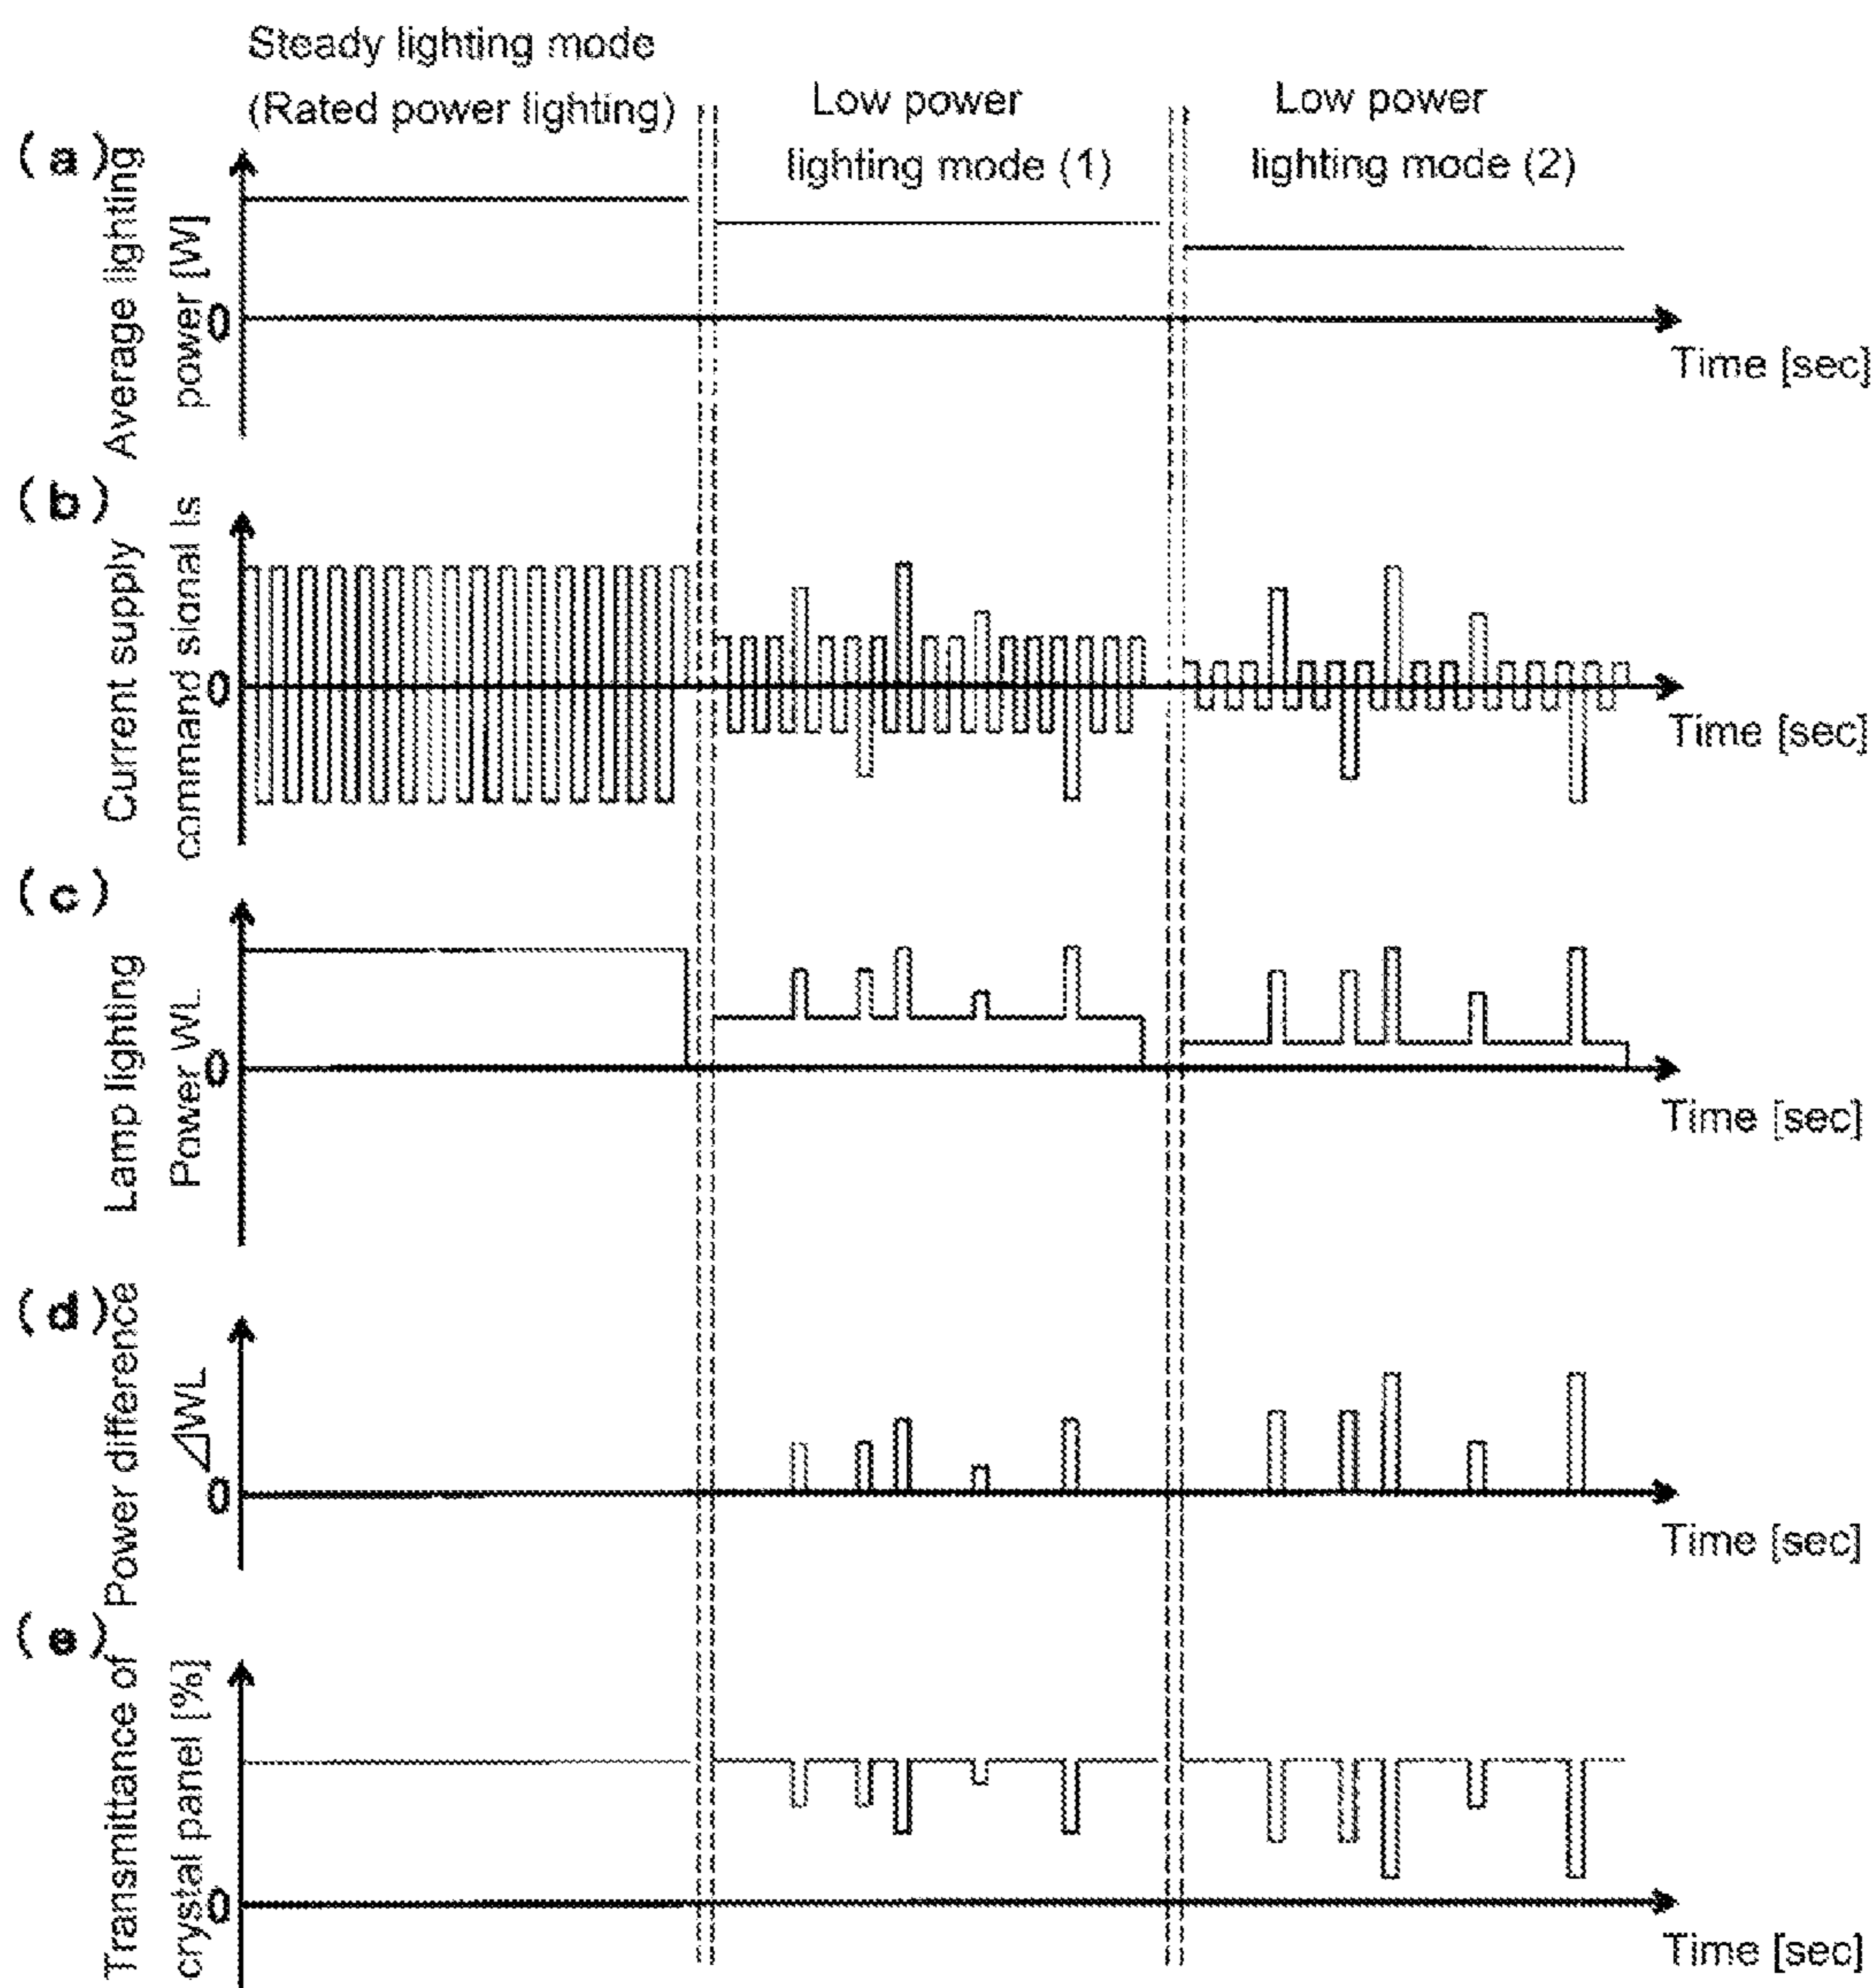 Steady lighting mode
(Rated power lighting)
Low power
lighting mode (1)
Low power
lighting mode (2)
(a)
Average lighting
power [W]
0
Time [sec]
(b)
Current supply
command sional Is
0
Time [sec]
(c)
Lamp lighting
Power WL
0
Time [sec]
(d)
Power difference
⊿WL
0
Time [sec]
(e)
Transmittance of
crystal panel [%]
0
Time [sec]